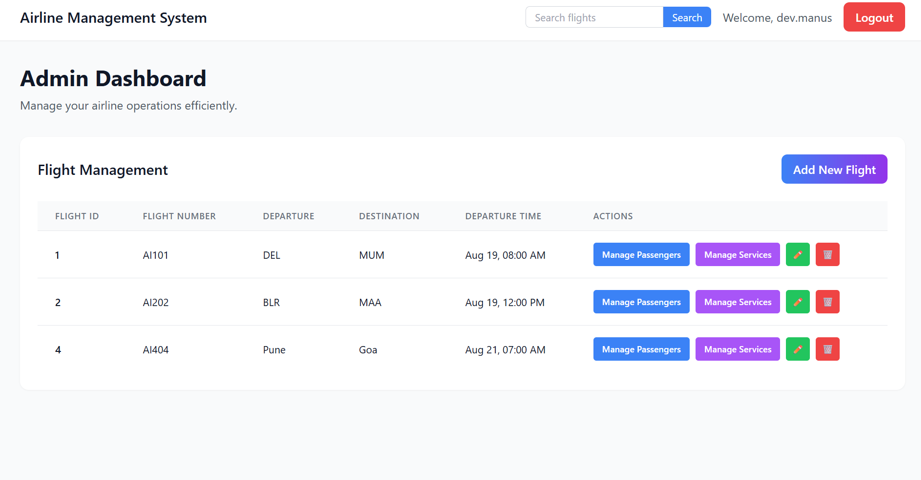 Airline Management System
Search flights Search Welcome, dev.manus Logout
Admin Dashboard
Manage your airline operations efficiently.
Flight Management Add New Flight
FLIGHT ID FLIGHT NUMBER DEPARTURE DESTINATION DEPARTURE TIME ACTIONS
1 AI101 DEL MUM Aug 19, 08:00 AM Manage Passengers Manage Services
2 AI202 BLR MAA Aug 19, 12:00 PM Manage Passengers Manage Services
4 AI404 Pune Goa Aug 21, 07:00 AM Manage Passengers Manage Services